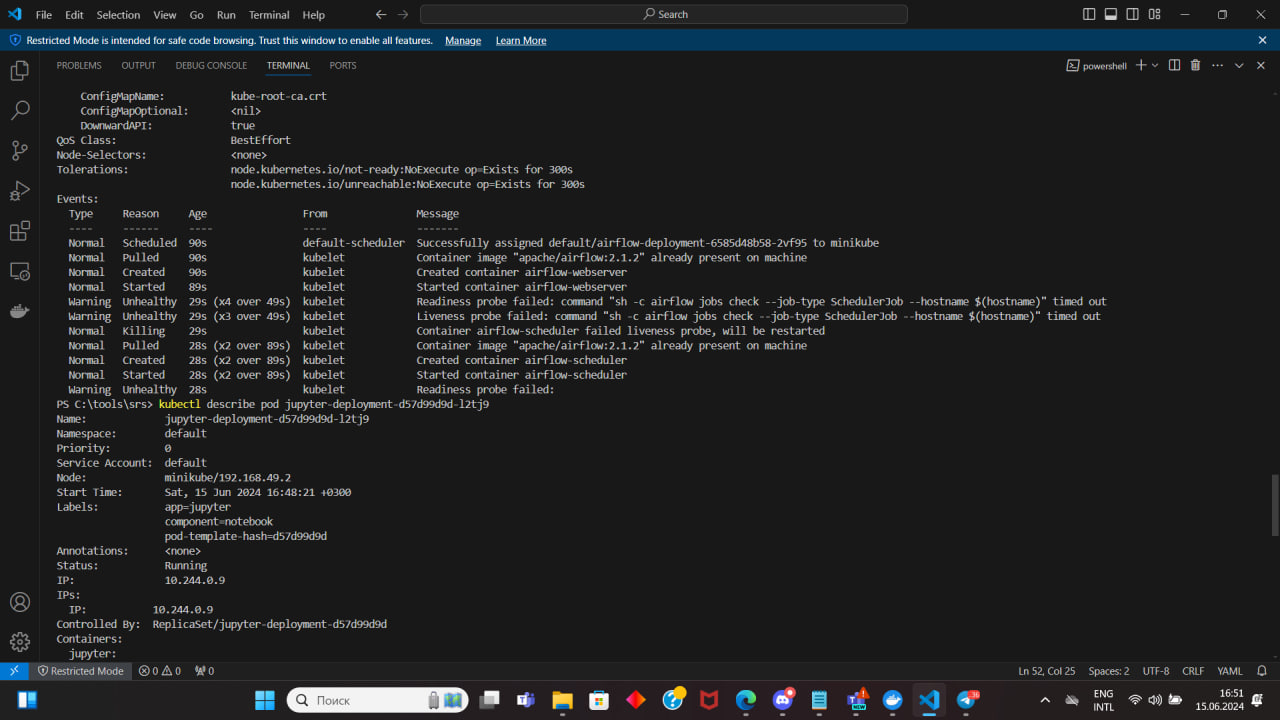 File Edit Selection View Go Run Terminal Help Search
Restricted Mode is intended for safe code browsing. Trust this window to enable all features. Manage Learn More
PROBLEMS OUTPUT DEBUG CONSOLE TERMINAL PORTS powershell
ConfigMapName: kube-root-ca.crt
ConfigMapOptional: <nil>
DownwardAPI: true
QoS Class: BestEffort
Node-Selectors: <none>
Tolerations: node.kubernetes.io/not-ready:NoExecute op=Exists for 300s
node.kubernetes.io/unreachable:NoExecute op=Exists for 300s
Events:
Type Reason Age From Message
---- ------ ---- ---- -------
Normal Scheduled 90s default-scheduler Successfully assigned default/airflow-deployment-6585d48b58-2vf95 to minikube
Normal Pulled 90s kubelet Container image "apache/airflow:2.1.2" already present on machine
Normal Created 90s kubelet Created container airflow-webserver
Normal Started 89s kubelet Started container airflow-webserver
Warning Unhealthy 29s (x4 over 49s) kubelet Readiness probe failed: command "sh -c airflow jobs check --job-type SchedulerJob --hostname $(hostname)" timed out
Warning Unhealthy 29s (x3 over 49s) kubelet Liveness probe failed: command "sh -c airflow jobs check --job-type SchedulerJob --hostname $(hostname)" timed out
Normal Killing 29s kubelet Container airflow-scheduler failed liveness probe, will be restarted
Normal Pulled 28s (x2 over 89s) kubelet Container image "apache/airflow:2.1.2" already present on machine
Normal Created 28s (x2 over 89s) kubelet Created container airflow-scheduler
Normal Started 28s (x2 over 89s) kubelet Started container airflow-scheduler
Warning Unhealthy 28s kubelet Readiness probe failed:
PS C:\tools\srs> kubectl describe pod jupyter-deployment-d57d99d9d-l2tj9
Name: jupyter-deployment-d57d99d9d-l2tj9
Namespace: default
Priority: 0
Service Account: default
Node: minikube/192.168.49.2
Start Time: Sat, 15 Jun 2024 16:48:21 +0300
Labels: app=jupyter
component=notebook
pod-template-hash=d57d99d9d
Annotations: <none>
Status: Running
IP: 10.244.0.9
IPs:
IP: 10.244.0.9
Controlled By: ReplicaSet/jupyter-deployment-d57d99d9d
Containers:
jupyter:
Restricted Mode 0 0 0 Ln 52, Col 25 Spaces: 2 UTF-8 CRLF YAML
Поиск NEW 36 ENG INTL 16:51 15.06.2024